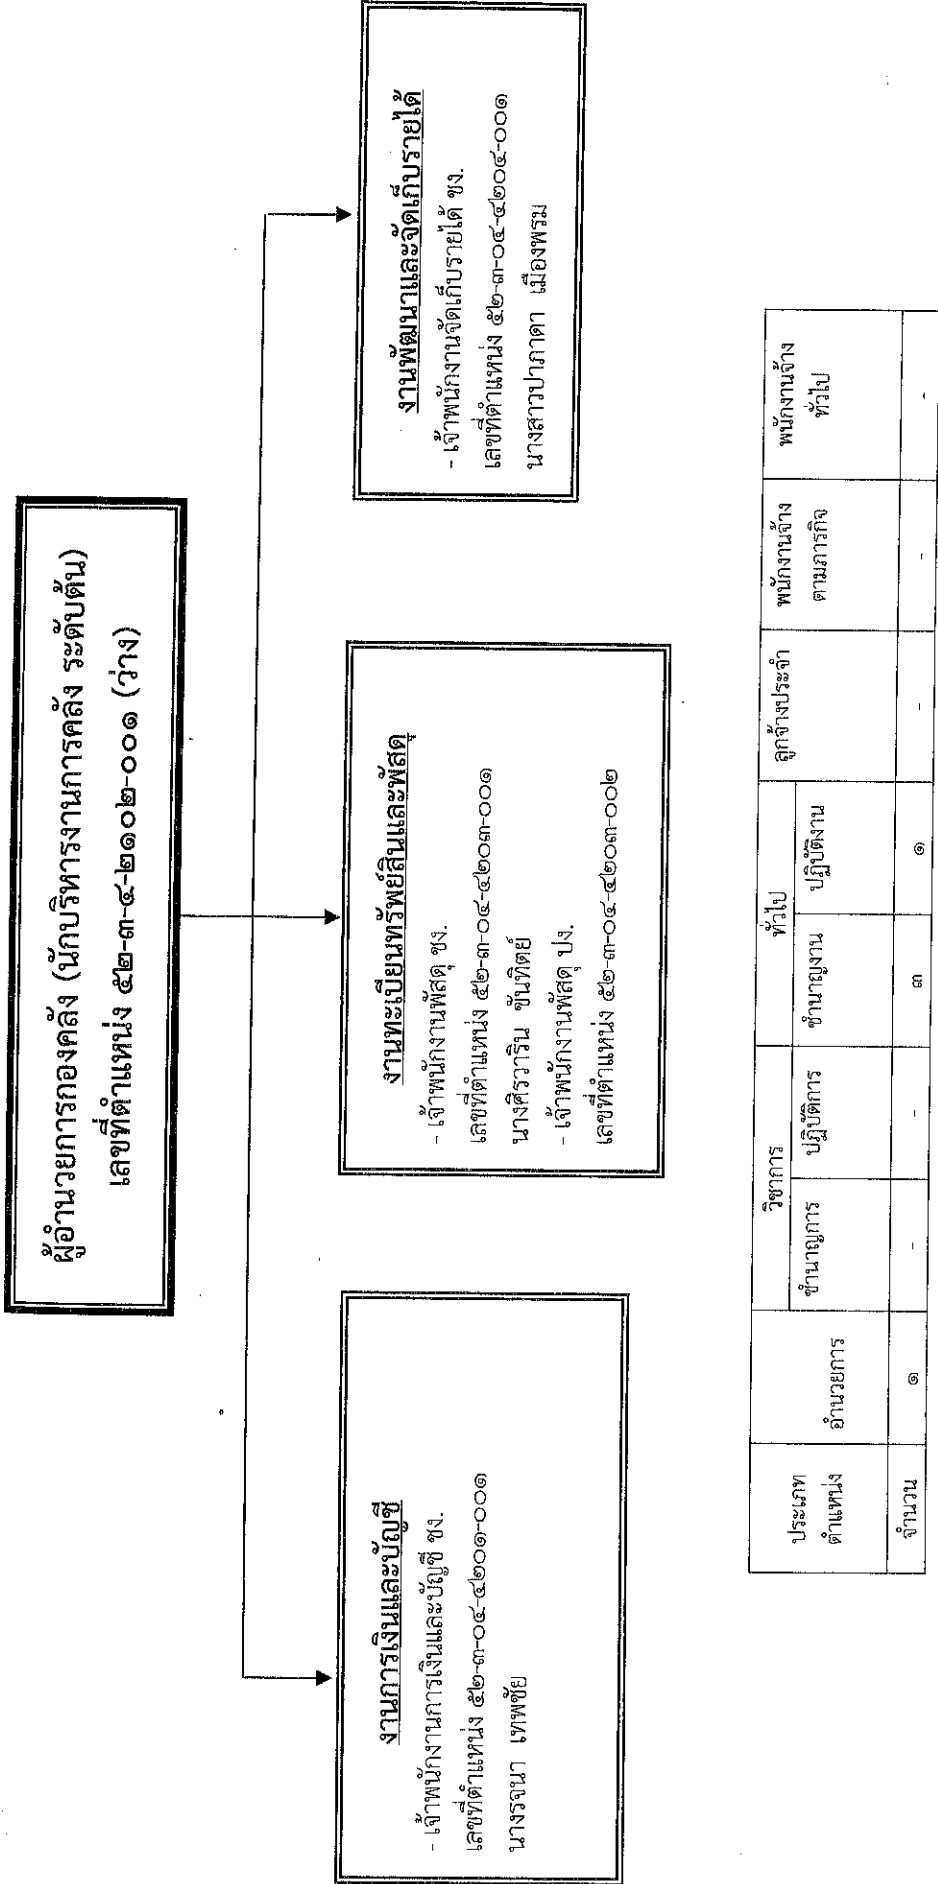 ผู้อำนวยการกองคลัง (นักบริหารงานการคลัง ระดับต้น)
เลขที่ตำแหน่ง ๕๒-๓-๔-๒๑๐๒-๐๐๑ (ว่าง)
งานการเงินและบัญชี
- เจ้าพนักงานการเงินและบัญชี ชง.
เลขที่ตำแหน่ง ๕๒-๓-๐๔-๔๒๐๑-๐๐๑
นางรจนา เทพชัย
งานทะเบียนทรัพย์สินและพัสดุ
- เจ้าพนักงานพัสดุ ชง.
เลขที่ตำแหน่ง ๕๒-๓-๐๔-๔๒๐๓-๐๐๑
นางศิรวาริน ขันทิตย์
- เจ้าพนักงานพัสดุ ปง.
เลขที่ตำแหน่ง ๕๒-๓-๐๔-๔๒๐๓-๐๐๒
งานพัฒนาและจัดเก็บรายได้
- เจ้าพนักงานจัดเก็บรายได้ ชง.
เลขที่ตำแหน่ง ๕๒-๓-๐๔-๔๒๐๔-๐๐๑
นางสาวปาภาดา เมืองพรม
ประเภท
ตำแหน่ง
อำนวยการ
วิชาการ
ชำนาญการ
ปฏิบัติการ
ทั่วไป
ชำนาญงาน
ปฏิบัติงาน
ลูกจ้างประจำ
พนักงานจ้าง
ตามภารกิจ
พนักงานจ้าง
ทั่วไป
จำนวน ๑ - - ๓ ๑ - - -